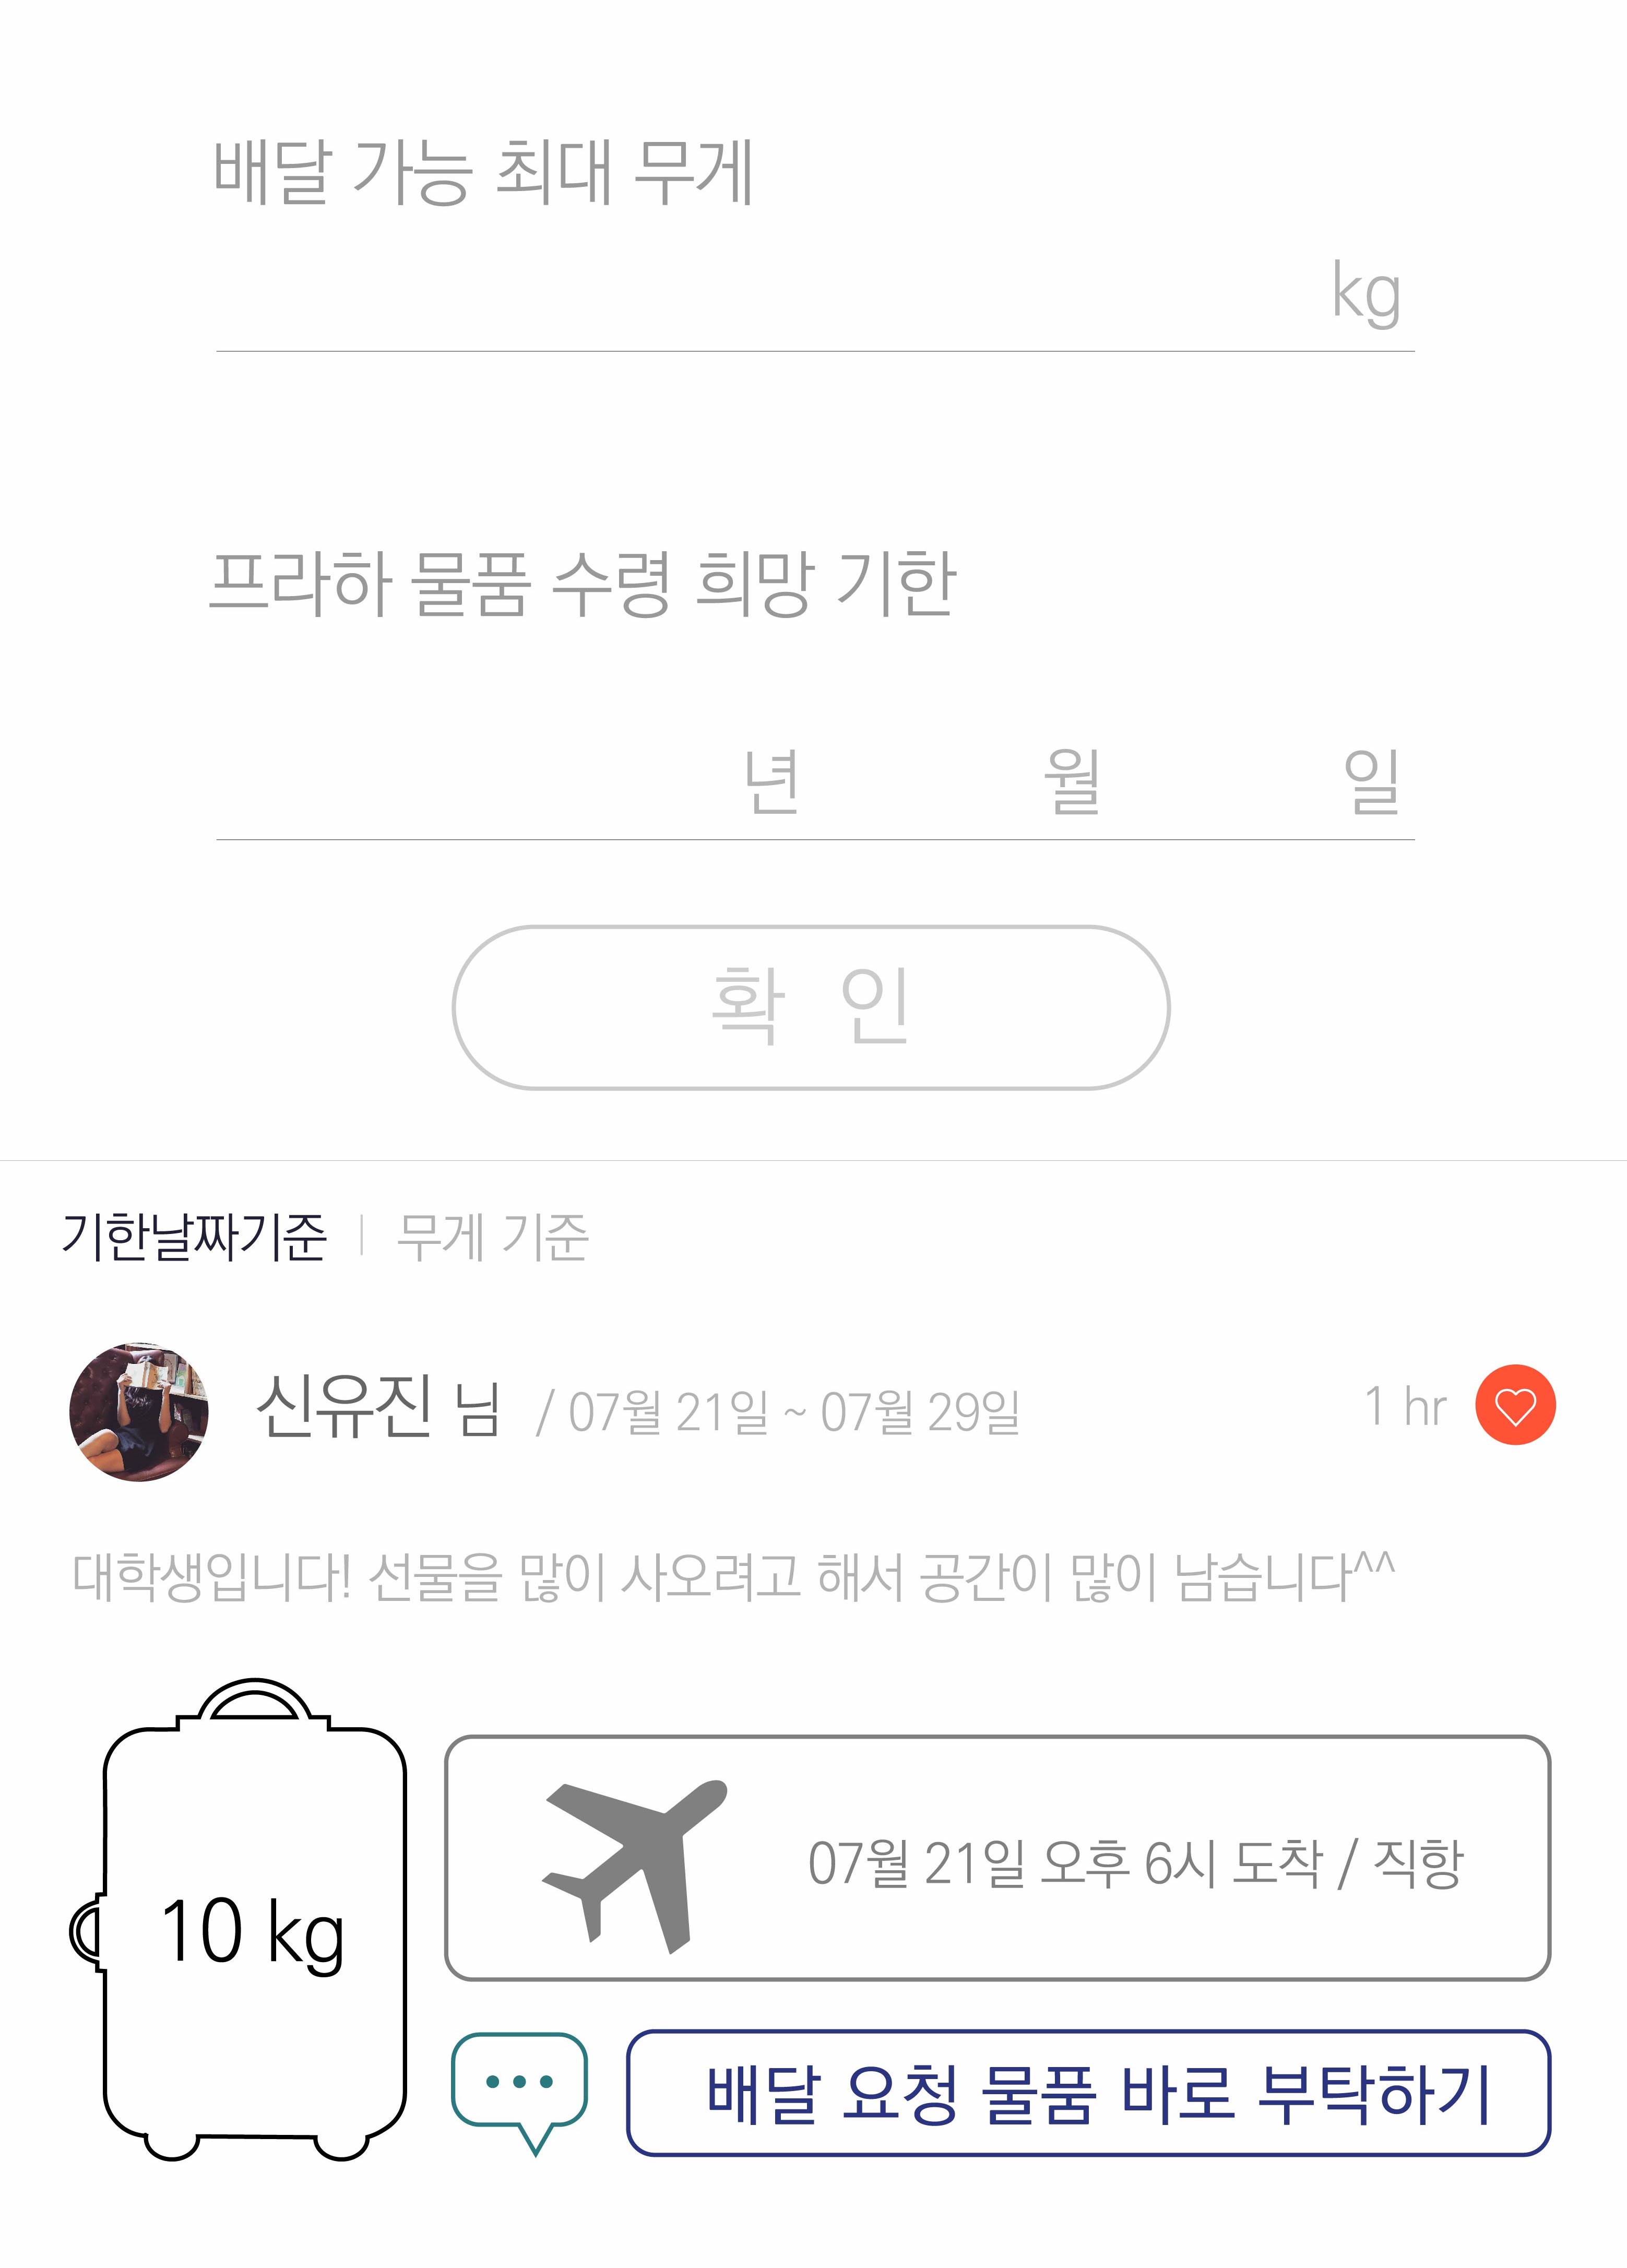 배달 가능 최대 무게
kg
프라하 물품 수령 희망 기한
년 월 일
확 인
기한날짜기준 | 무게 기준
신유진 님 / 07월 21일 ~ 07월 29일 1 hr
대학생입니다! 선물을 많이 사오려고 해서 공간이 많이 남습니다^^
10 kg
07월 21일 오후 6시 도착 / 직항
배달 요청 물품 바로 부탁하기